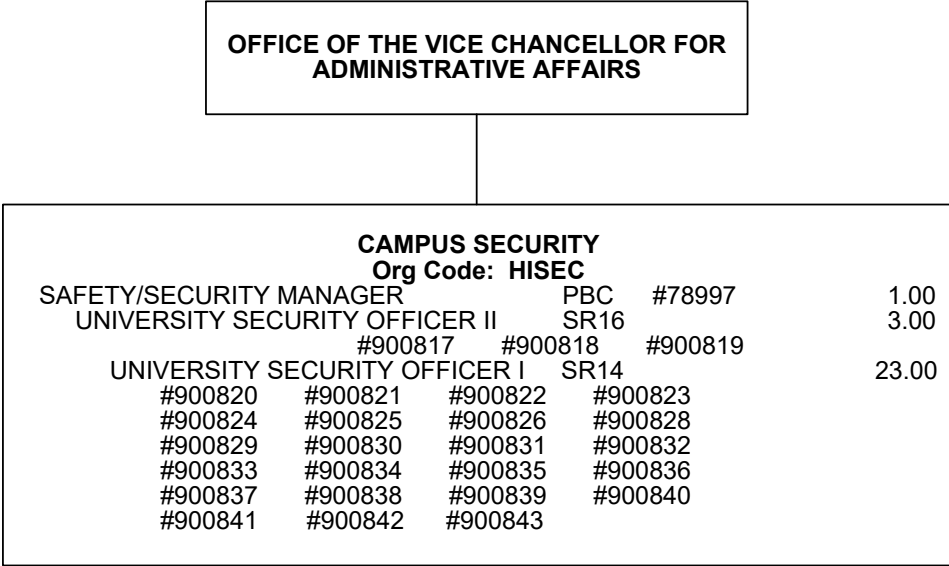 OFFICE OF THE VICE CHANCELLOR FOR
ADMINISTRATIVE AFFAIRS
CAMPUS SECURITY
Org Code: HISEC
SAFETY/SECURITY MANAGER PBC #78997 1.00
UNIVERSITY SECURITY OFFICER II SR16 3.00
#900817 #900818 #900819
UNIVERSITY SECURITY OFFICER I SR14 23.00
#900820 #900821 #900822 #900823
#900824 #900825 #900826 #900828
#900829 #900830 #900831 #900832
#900833 #900834 #900835 #900836
#900837 #900838 #900839 #900840
#900841 #900842 #900843